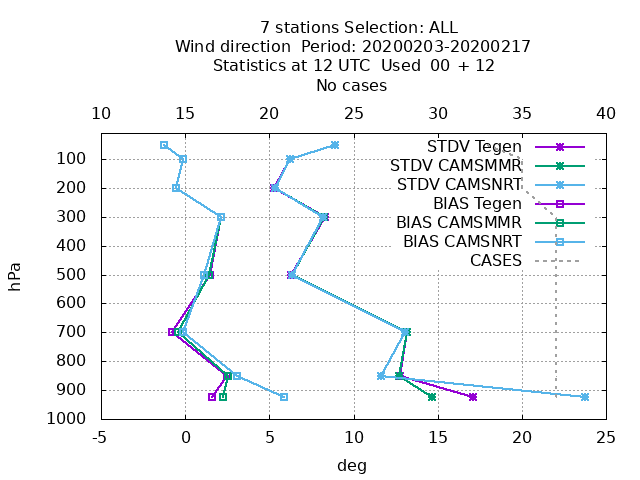 7 stations Selection: ALL
Wind direction  Period: 20200203-20200217
Statistics at 12 UTC  Used  00 + 12
No cases
10 15 20 25 30 35 40
STDV Tegen
100
STDV CAMSMMR
STDV CAMSNRT
200
BIAS Tegen
300
BIAS CAMSMMR
BIAS CAMSNRT
400
CASES
500
600
700
800
900
1000
hPa
-5 0 5 10 15 20 25
deg